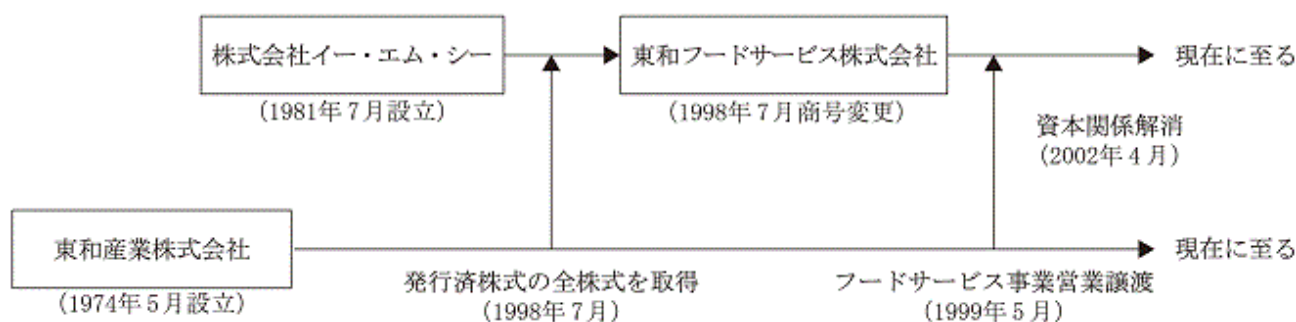 株式会社イー・エム・シー
東和フードサービス株式会社
現在に至る
(1981年7月設立)
(1998年7月商号変更)
資本関係解消
(2002年4月)
東和産業株式会社
現在に至る
(1974年5月設立)
発行済株式の全株式を取得
(1998年7月)
フードサービス事業営業譲渡
(1999年5月)